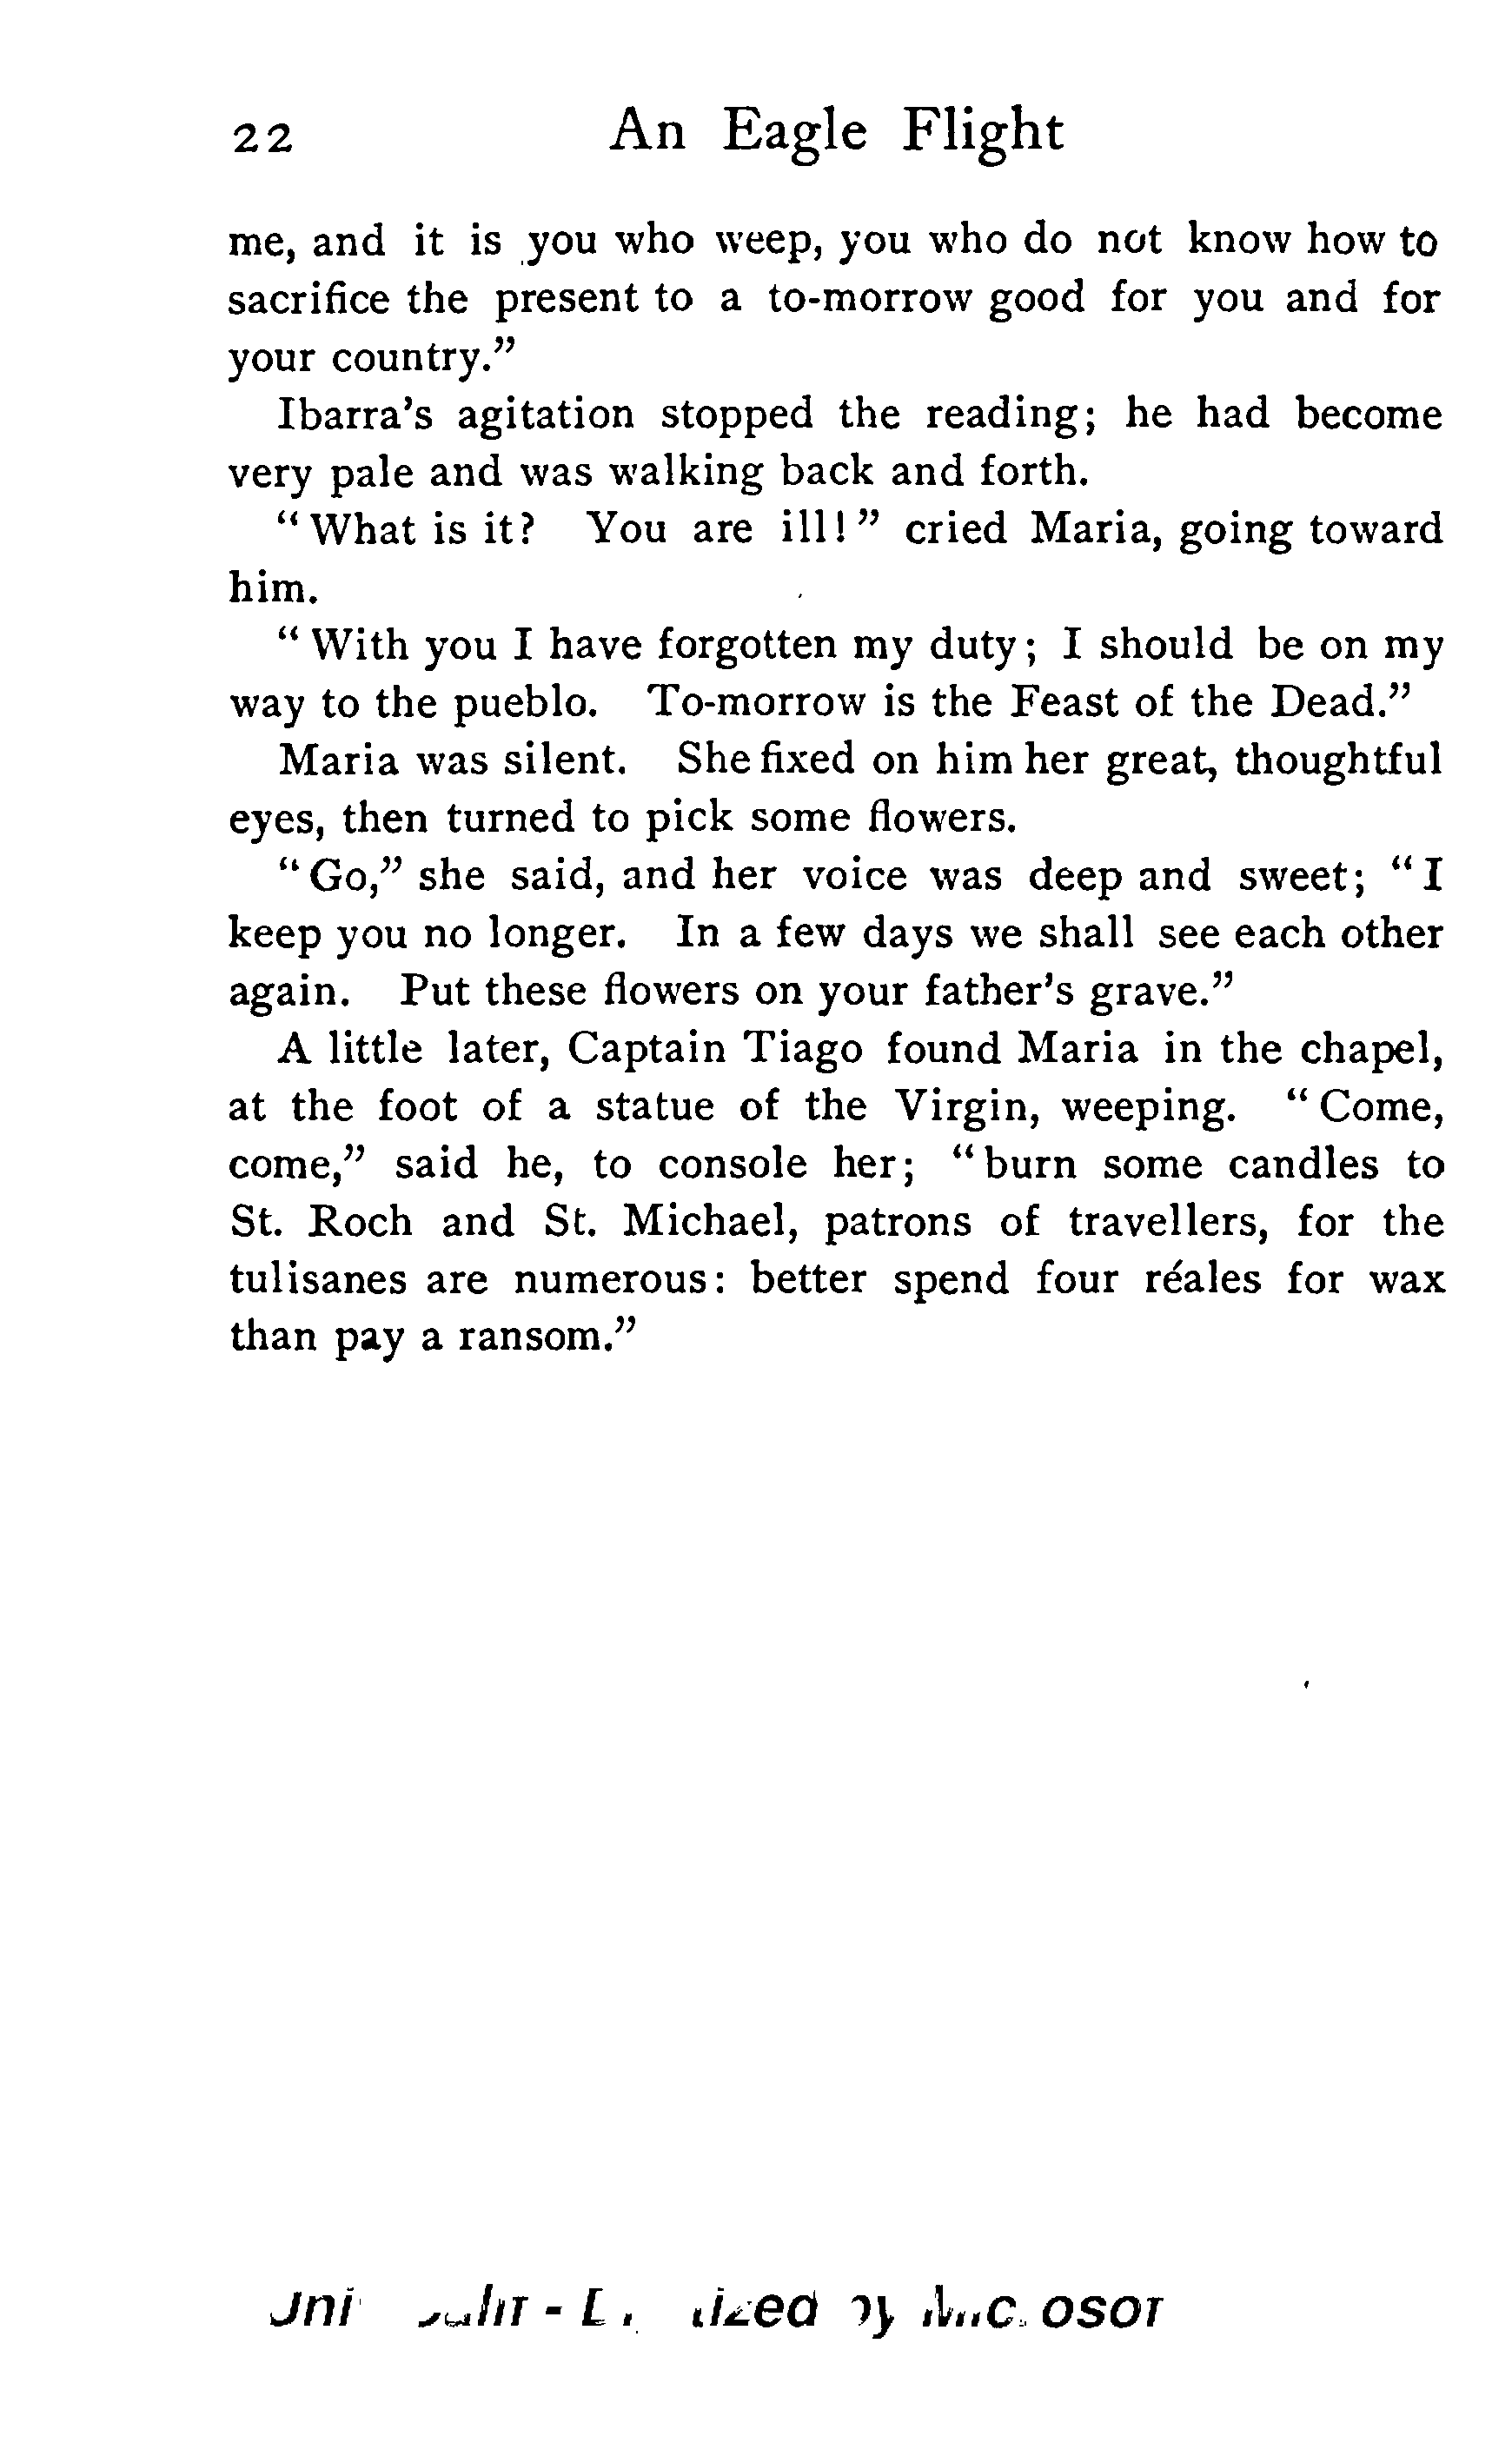 22 An Eagle Flight
me, and it is you who weep, you who do not know how to
sacrifice the present to a to-morrow good for you and for
your country.”
Ibarra’s agitation stopped the reading; he had become
very pale and was walking back and forth.
“What is it? You are ill!” cried Maria, going toward
him.
“With you I have forgotten my duty; I should be on my
way to the pueblo. To-morrow is the Feast of the Dead.”
Maria was silent. She fixed on him her great, thoughtful
eyes, then turned to pick some flowers.
“Go,” she said, and her voice was deep and sweet; “I
keep you no longer. In a few days we shall see each other
again. Put these flowers on your father’s grave.”
A little later, Captain Tiago found Maria in the chapel,
at the foot of a statue of the Virgin, weeping. “Come,
come,” said he, to console her; “burn some candles to
St. Roch and St. Michael, patrons of travellers, for the
tulisanes are numerous: better spend four réales for wax
than pay a ransom.”